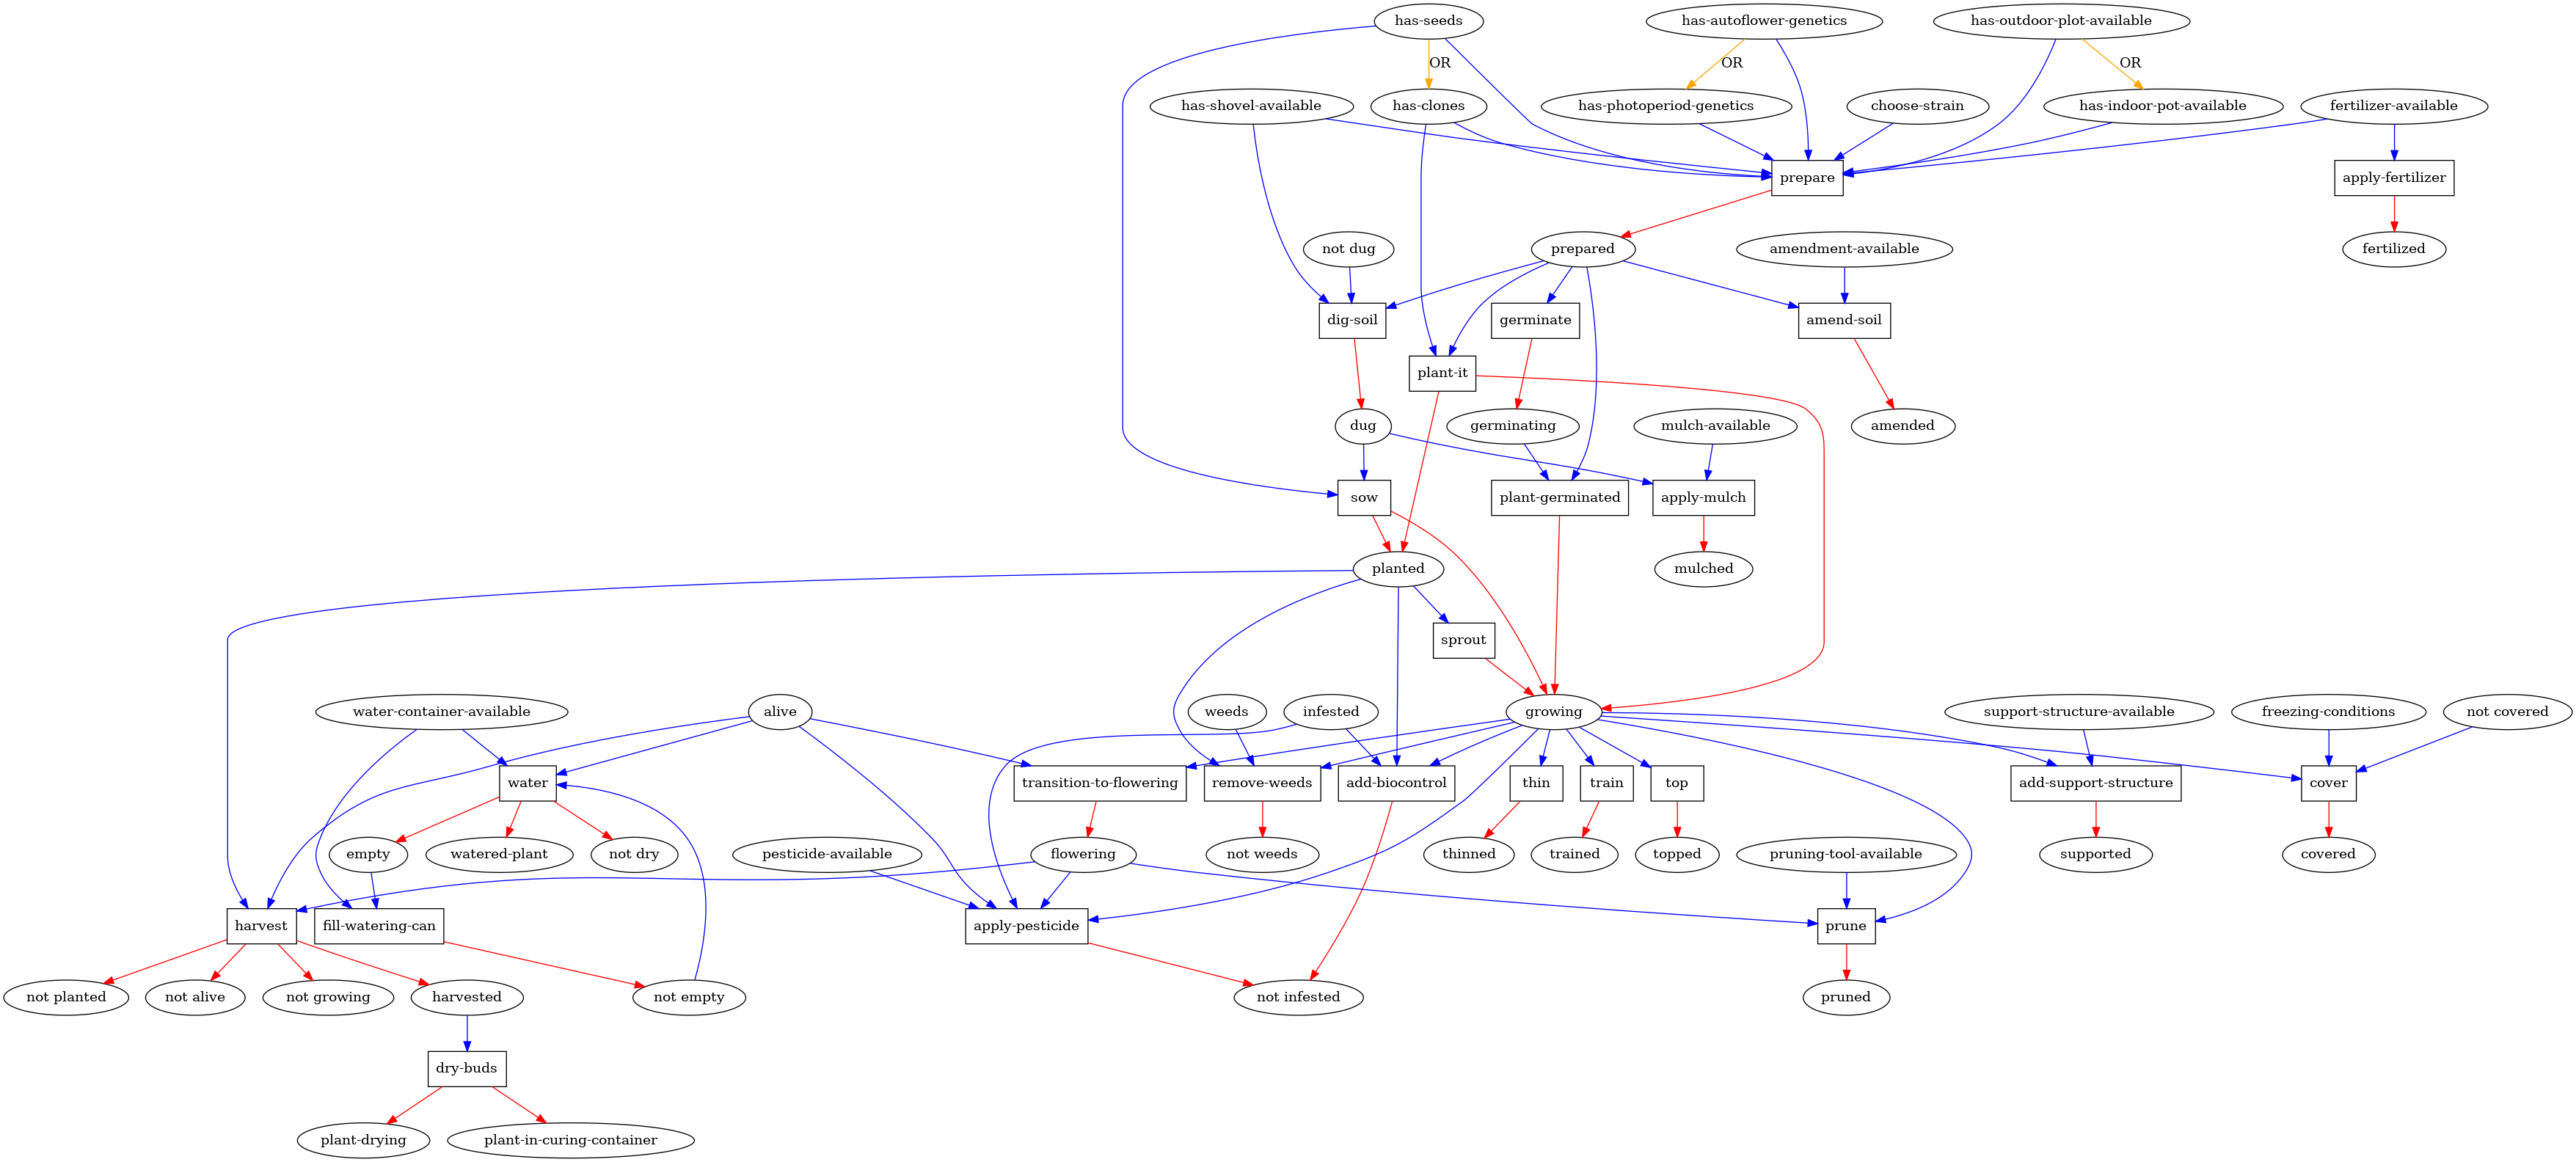 has-seeds
has-autoflower-genetics
has-outdoor-plot-available
OR
OR
OR
has-shovel-available
has-clones
has-photoperiod-genetics
choose-strain
has-indoor-pot-available
fertilizer-available
prepare
apply-fertilizer
not dug
prepared
amendment-available
fertilized
dig-soil
germinate
amend-soil
plant-it
dug
germinating
mulch-available
amended
sow
plant-germinated
apply-mulch
planted
mulched
sprout
water-container-available
alive
weeds
infested
growing
support-structure-available
freezing-conditions
not covered
water
transition-to-flowering
remove-weeds
add-biocontrol
thin
train
top
add-support-structure
cover
empty
watered-plant
not dry
pesticide-available
flowering
not weeds
thinned
trained
topped
pruning-tool-available
supported
covered
harvest
fill-watering-can
apply-pesticide
prune
not planted
not alive
not growing
harvested
not empty
not infested
pruned
dry-buds
plant-drying
plant-in-curing-container